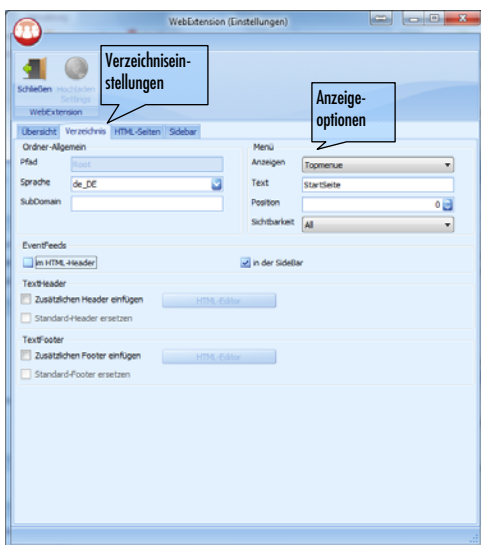 WebExtension (Einstellungen)
Schließen
Hochladen
Settings
WebExtension
Verzeichnisein-
stellungen
Anzeige-
optionen
Übersicht Verzeichnis HTML-Seiten Sidebar
Ordner-Allgemein
Menü
Pfad
Root
Anzeigen
Topmenue
Sprache
de_DE
Text
StartSeite
SubDomain
Position
0
Sichtbarkeit
All
EventFeeds
im HTML-Header
in der SideBar
TextHeader
Zusätzlichen Header einfügen
HTML-Editor
Standard-Header ersetzen
TextFooter
Zusätzlichen Footer einfügen
HTML-Editor
Standard-Footer ersetzen